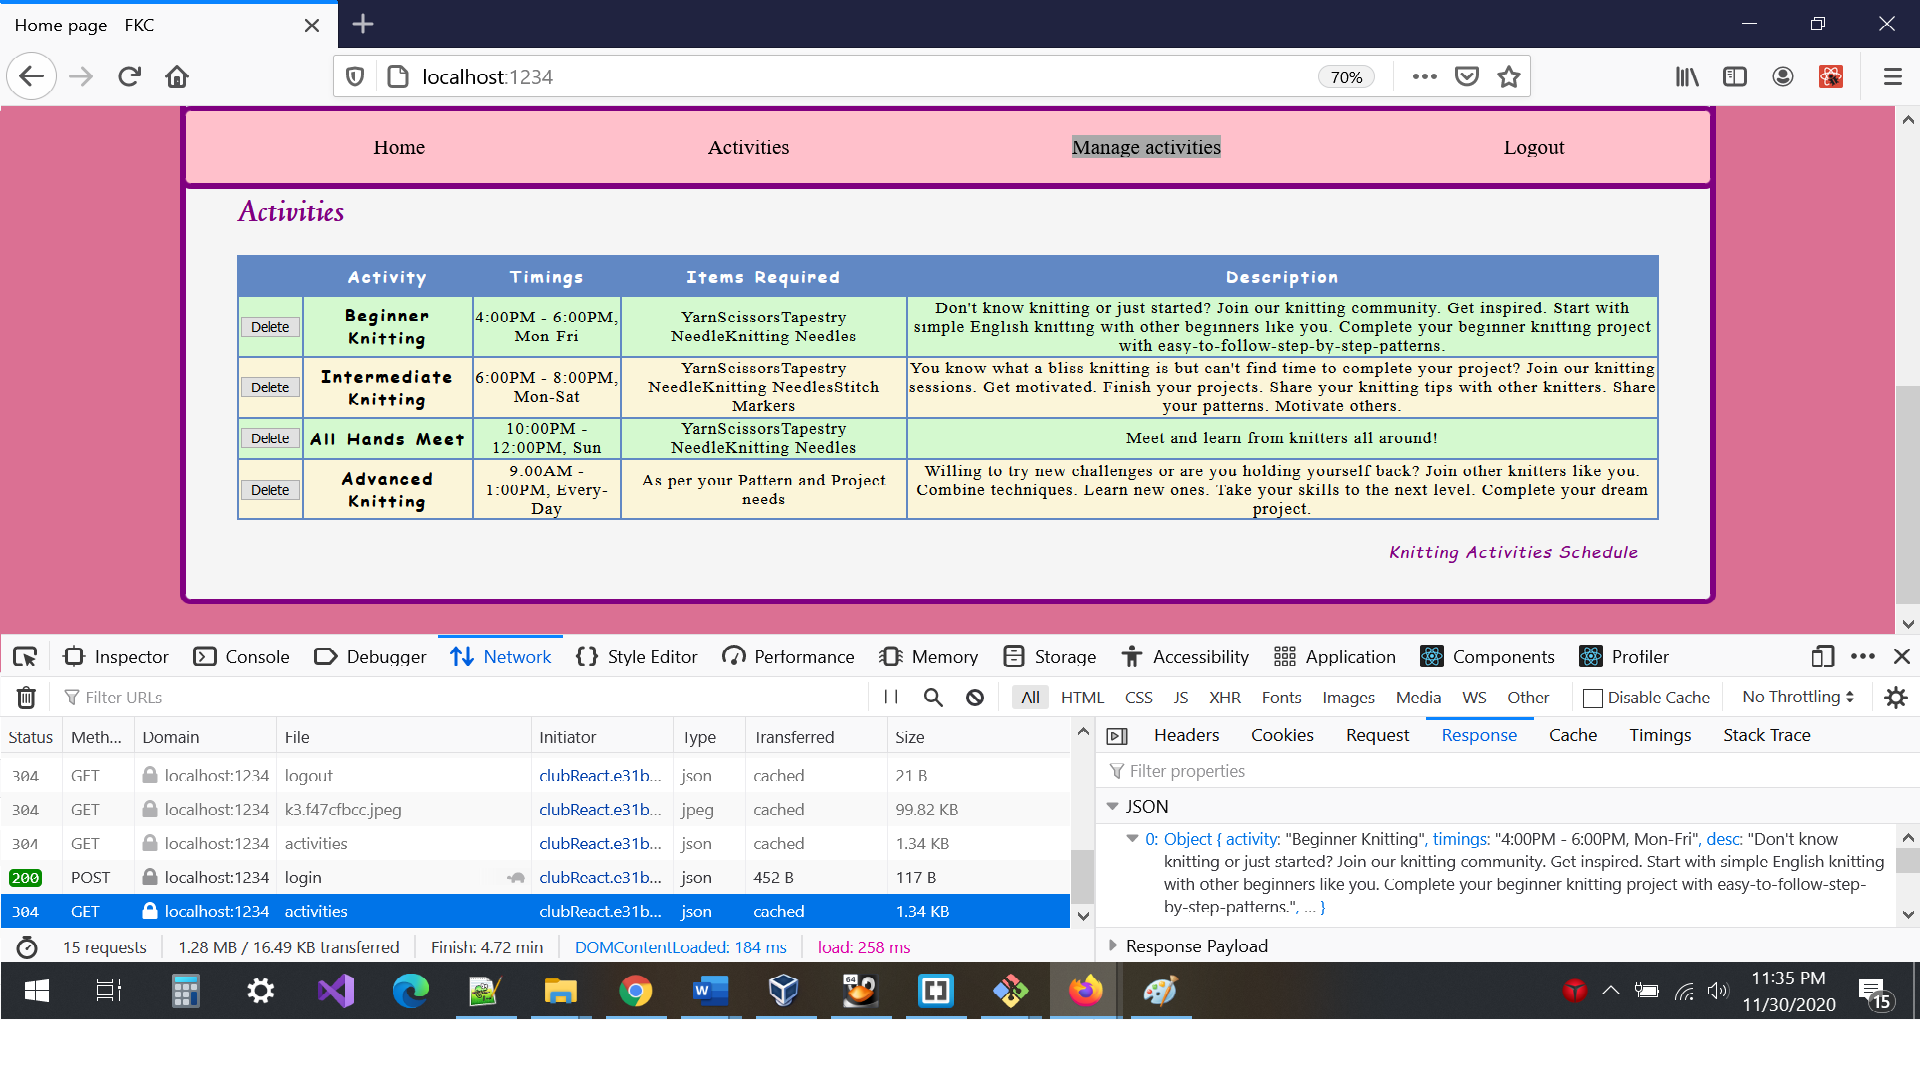 Home page FKC
localhost:1234
70%
Home Activities Manage activities Logout
Activities
Activity Timings Items Required Description
Delete
Beginner
Knitting
4:00PM - 6:00PM,
Mon Fri
YarnScissorsTapestry
NeedleKnitting Needles
Don't know knitting or just started? Join our knitting community. Get inspired. Start with
simple English knitting with other beginners like you. Complete your beginner knitting project
with easy-to-follow-step-by-step-patterns.
Delete
Intermediate
Knitting
6:00PM - 8:00PM,
Mon-Sat
YarnScissorsTapestry
NeedleKnitting NeedlesStitch
Markers
You know what a bliss knitting is but can't find time to complete your project? Join our knitting
sessions. Get motivated. Finish your projects. Share your knitting tips with other knitters. Share
your patterns. Motivate others.
Delete
All Hands Meet
10:00PM -
12:00PM, Sun
YarnScissorsTapestry
NeedleKnitting Needles
Meet and learn from knitters all around!
Delete
Advanced
Knitting
9.00AM -
1:00PM, Every-
Day
As per your Pattern and Project
needs
Willing to try new challenges or are you holding yourself back? Join other knitters like you.
Combine techniques. Learn new ones. Take your skills to the next level. Complete your dream
project.
Knitting Activities Schedule
Inspector Console Debugger Network Style Editor Performance Memory Storage Accessibility Application Components Profiler
Filter URLs
All HTML CSS JS XHR Fonts Images Media WS Other Disable Cache No Throttling
Status Meth... Domain File Initiator Type Transferred Size
304 GET localhost:1234 logout clubReact.e31b... json cached 21 B
304 GET localhost:1234 k3.f47cfbcc.jpeg clubReact.e31b... jpeg cached 99.82 KB
304 GET localhost:1234 activities clubReact.e31b... json cached 1.34 KB
200 POST localhost:1234 login clubReact.e31b... json 452 B 117 B
304 GET localhost:1234 activities clubReact.e31b... json cached 1.34 KB
15 requests 1.28 MB / 16.49 KB transferred Finish: 4.72 min DOMContentLoaded: 184 ms load: 258 ms
Headers Cookies Request Response Cache Timings Stack Trace
Filter properties
JSON
0: Object { activity: "Beginner Knitting", timings: "4:00PM - 6:00PM, Mon-Fri", desc: "Don't know
knitting or just started? Join our knitting community. Get inspired. Start with simple English knitting
with other beginners like you. Complete your beginner knitting project with easy-to-follow-step-
by-step-patterns.", ... }
Response Payload
64
11:35 PM
11/30/2020
15